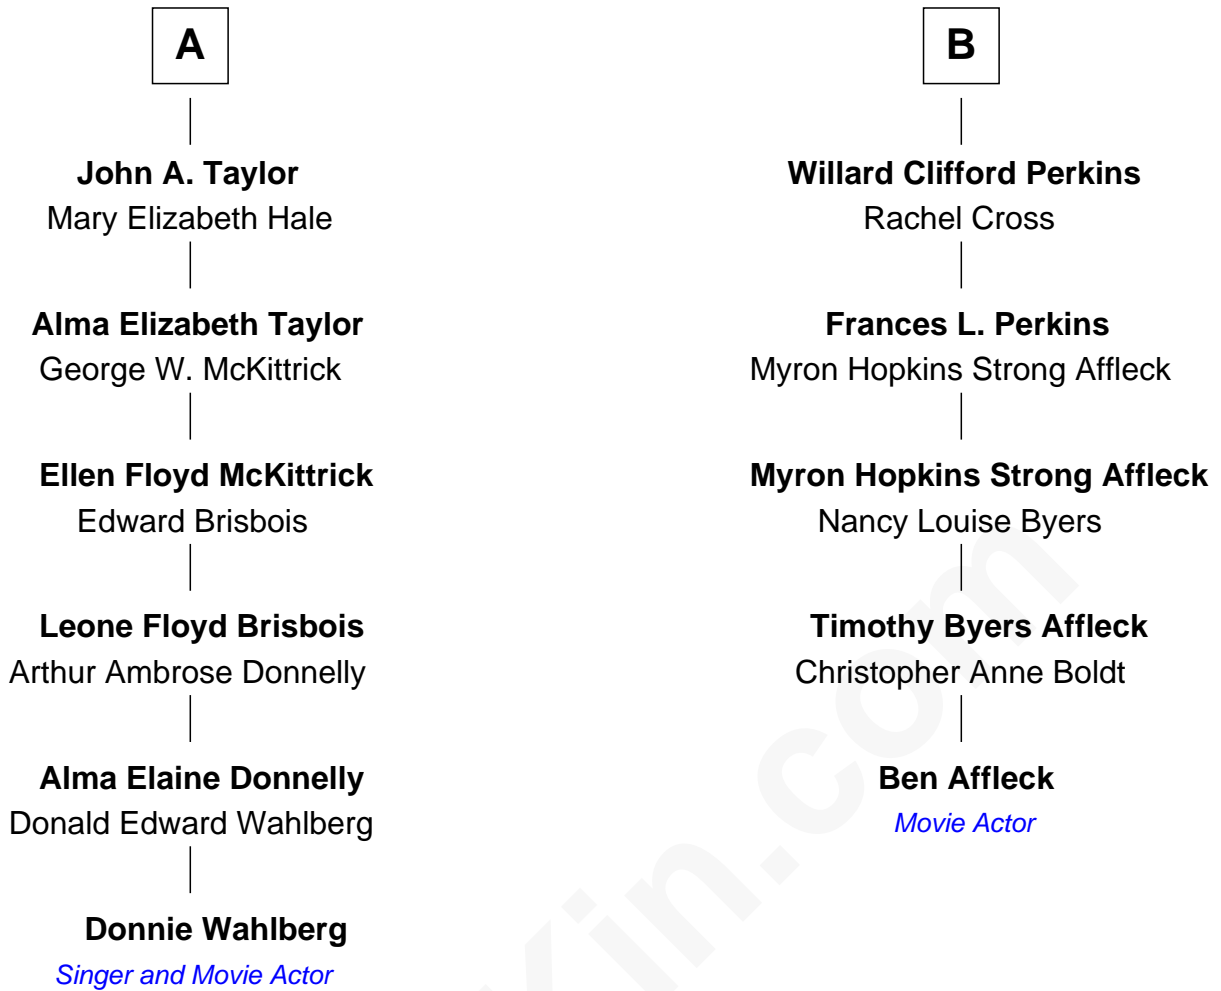 A
John A. Taylor
Mary Elizabeth Hale
Alma Elizabeth Taylor
George W. McKittrick
Ellen Floyd McKittrick
Edward Brisbois
Leone Floyd Brisbois
Arthur Ambrose Donnelly
Alma Elaine Donnelly
Donald Edward Wahlberg
Donnie Wahlberg
Singer and Movie Actor
B
Willard Clifford Perkins
Rachel Cross
Frances L. Perkins
Myron Hopkins Strong Affleck
Myron Hopkins Strong Affleck
Nancy Louise Byers
Timothy Byers Affleck
Christopher Anne Boldt
Ben Affleck
Movie Actor